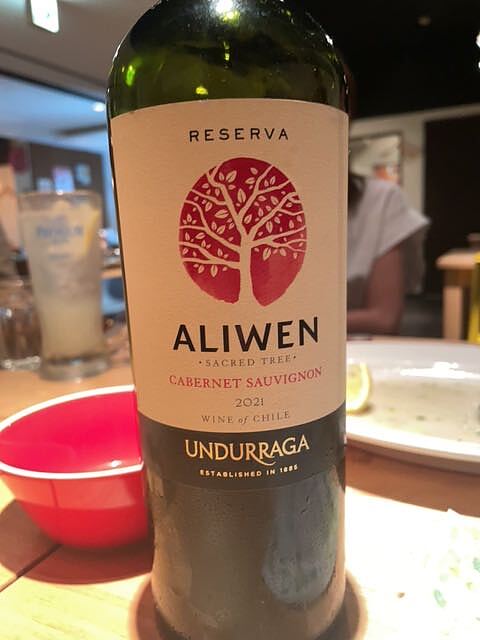 RESERVA
ALIWEN
• SACRED TREE •
CABERNET SAUVIGNON
2021
WINE of CHILE
UNDURRAGA
ESTABLISHED IN 1885